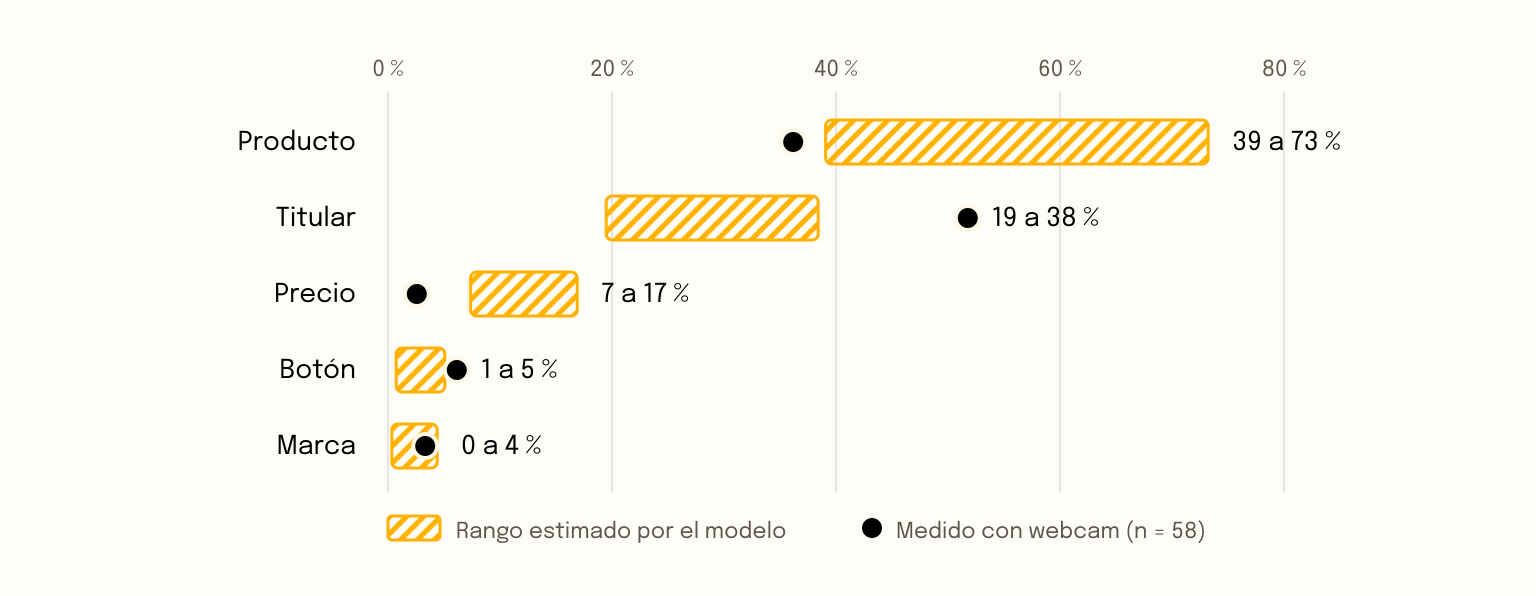 0 % 20 % 40 % 60 % 80 %
Producto 39 a 73 %
Titular 19 a 38 %
Precio 7 a 17 %
Botón 1 a 5 %
Marca 0 a 4 %
Rango estimado por el modelo Medido con webcam (n = 58)